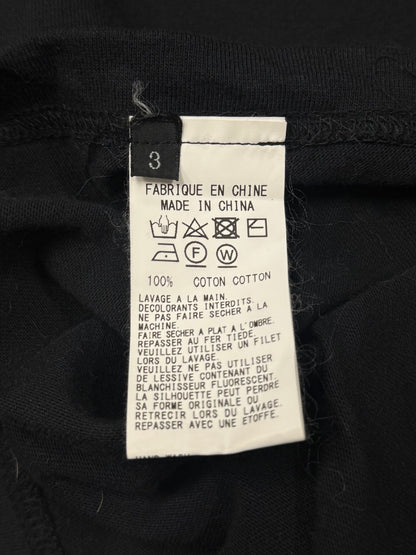 3
FABRIQUE EN CHINE
MADE IN CHINA
F W
100% COTON COTTON
LAVAGE A LA MAIN.
DECOLORANTS INTERDITS.
NE PAS FAIRE SECHER A LA
MACHINE.
FAIRE SECHER A PLAT A L'OMBRE.
REPASSER AU FER TIEDE.
VEUILLEZ UTILISER UN FILET
LORS DU LAVAGE.
VEUILLEZ NE PAS UTILISER
DE LESSIVE CONTENANT DU
BLANCHISSEUR FLUORESCENT.
LA SILHOUETTE PEUT PERDRE
SA FORME ORIGINALE OU
RETRECIR LORS DU LAVAGE.
REPASSER AVEC UNE ETOFFE.
HAND WASH